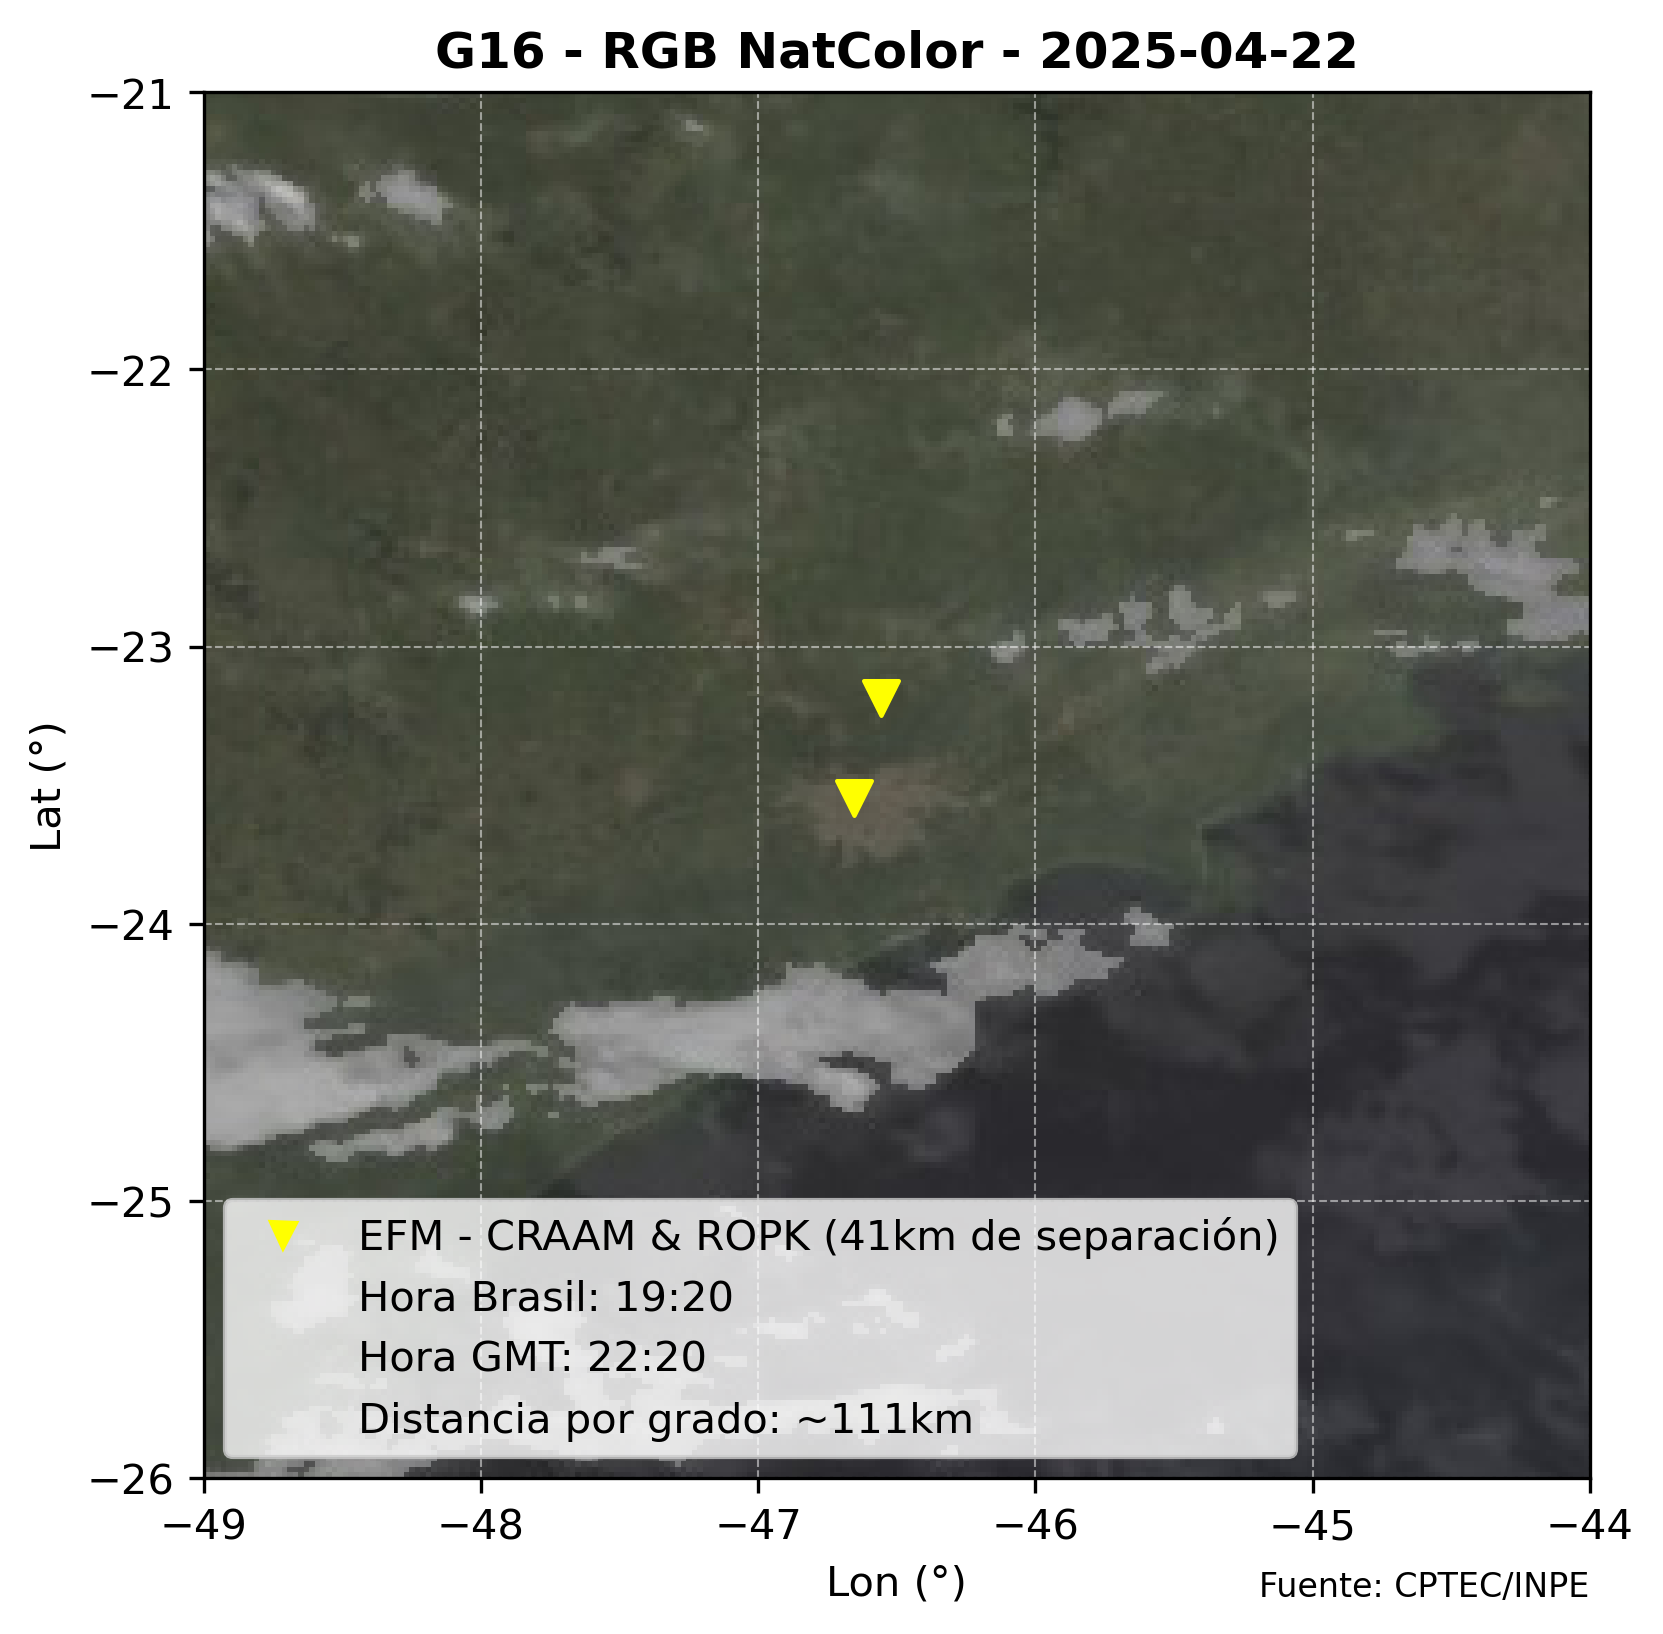 G16 - RGB NatColor - 2025-04-22
−21
−22
−23
−24
−25
−26
Lat (°)
EFM - CRAAM & ROPK (41km de separación)
Hora Brasil: 19:20
Hora GMT: 22:20
Distancia por grado: ~111km
−49 −48 −47 −46 −45 −44
Lon (°)
Fuente: CPTEC/INPE